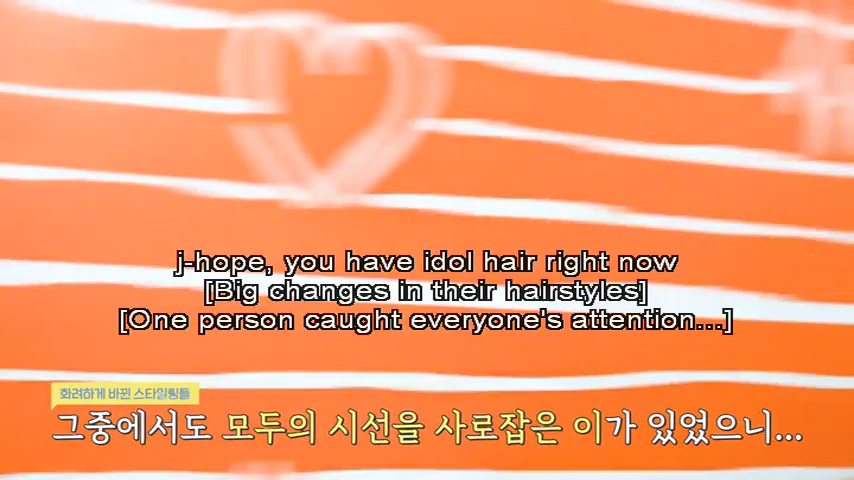 j-hope, you have idol hair right now
[Big changes in their hairstyles]
[One person caught everyone's attention...]
화려하게 바뀐 스타일링들
그중에서도 모두의 시선을 사로잡은 이가 있었으니...